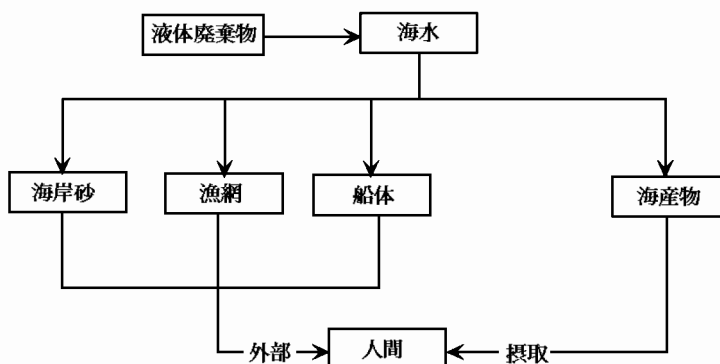 液体廃棄物
海水
海岸砂
漁網
船体
海産物
外部
人間
摂取